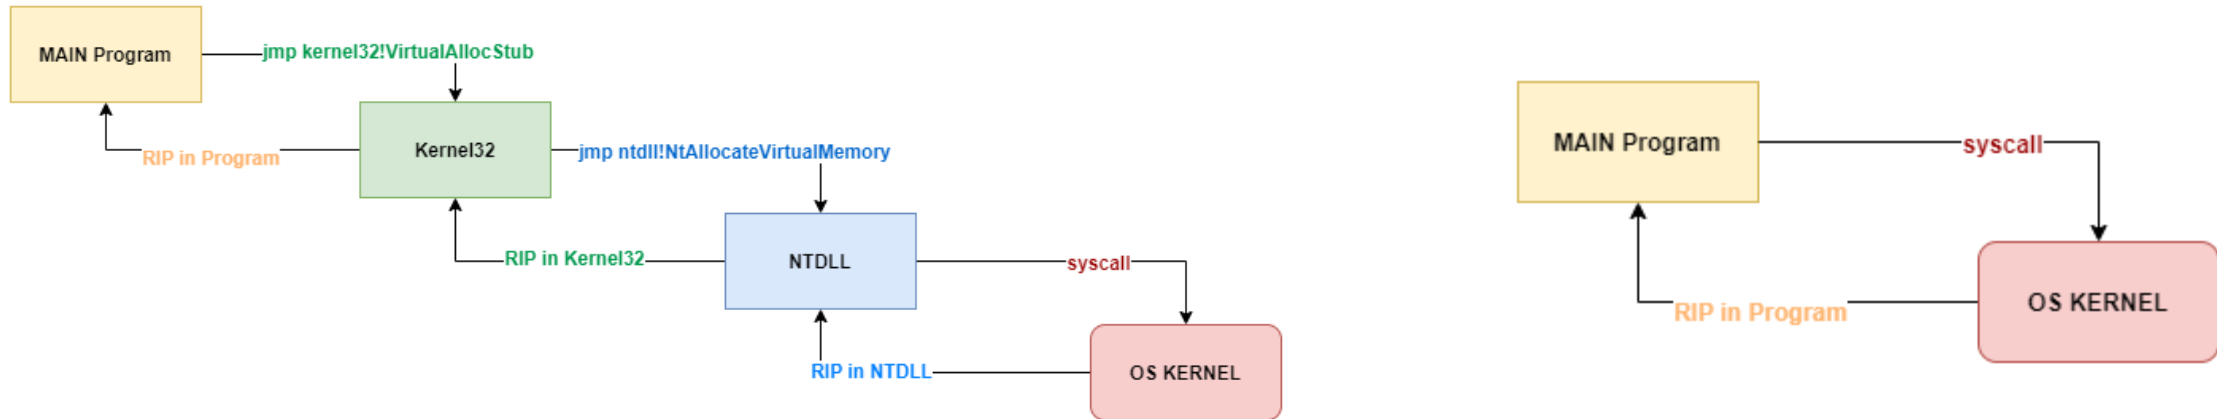 MAIN Program
jmp kernel32!VirtualAllocStub
RIP in Program
Kernel32
jmp ntdll!NtAllocateVirtualMemory
RIP in Kernel32
NTDLL
syscall
RIP in NTDLL
OS KERNEL
MAIN Program
syscall
RIP in Program
OS KERNEL